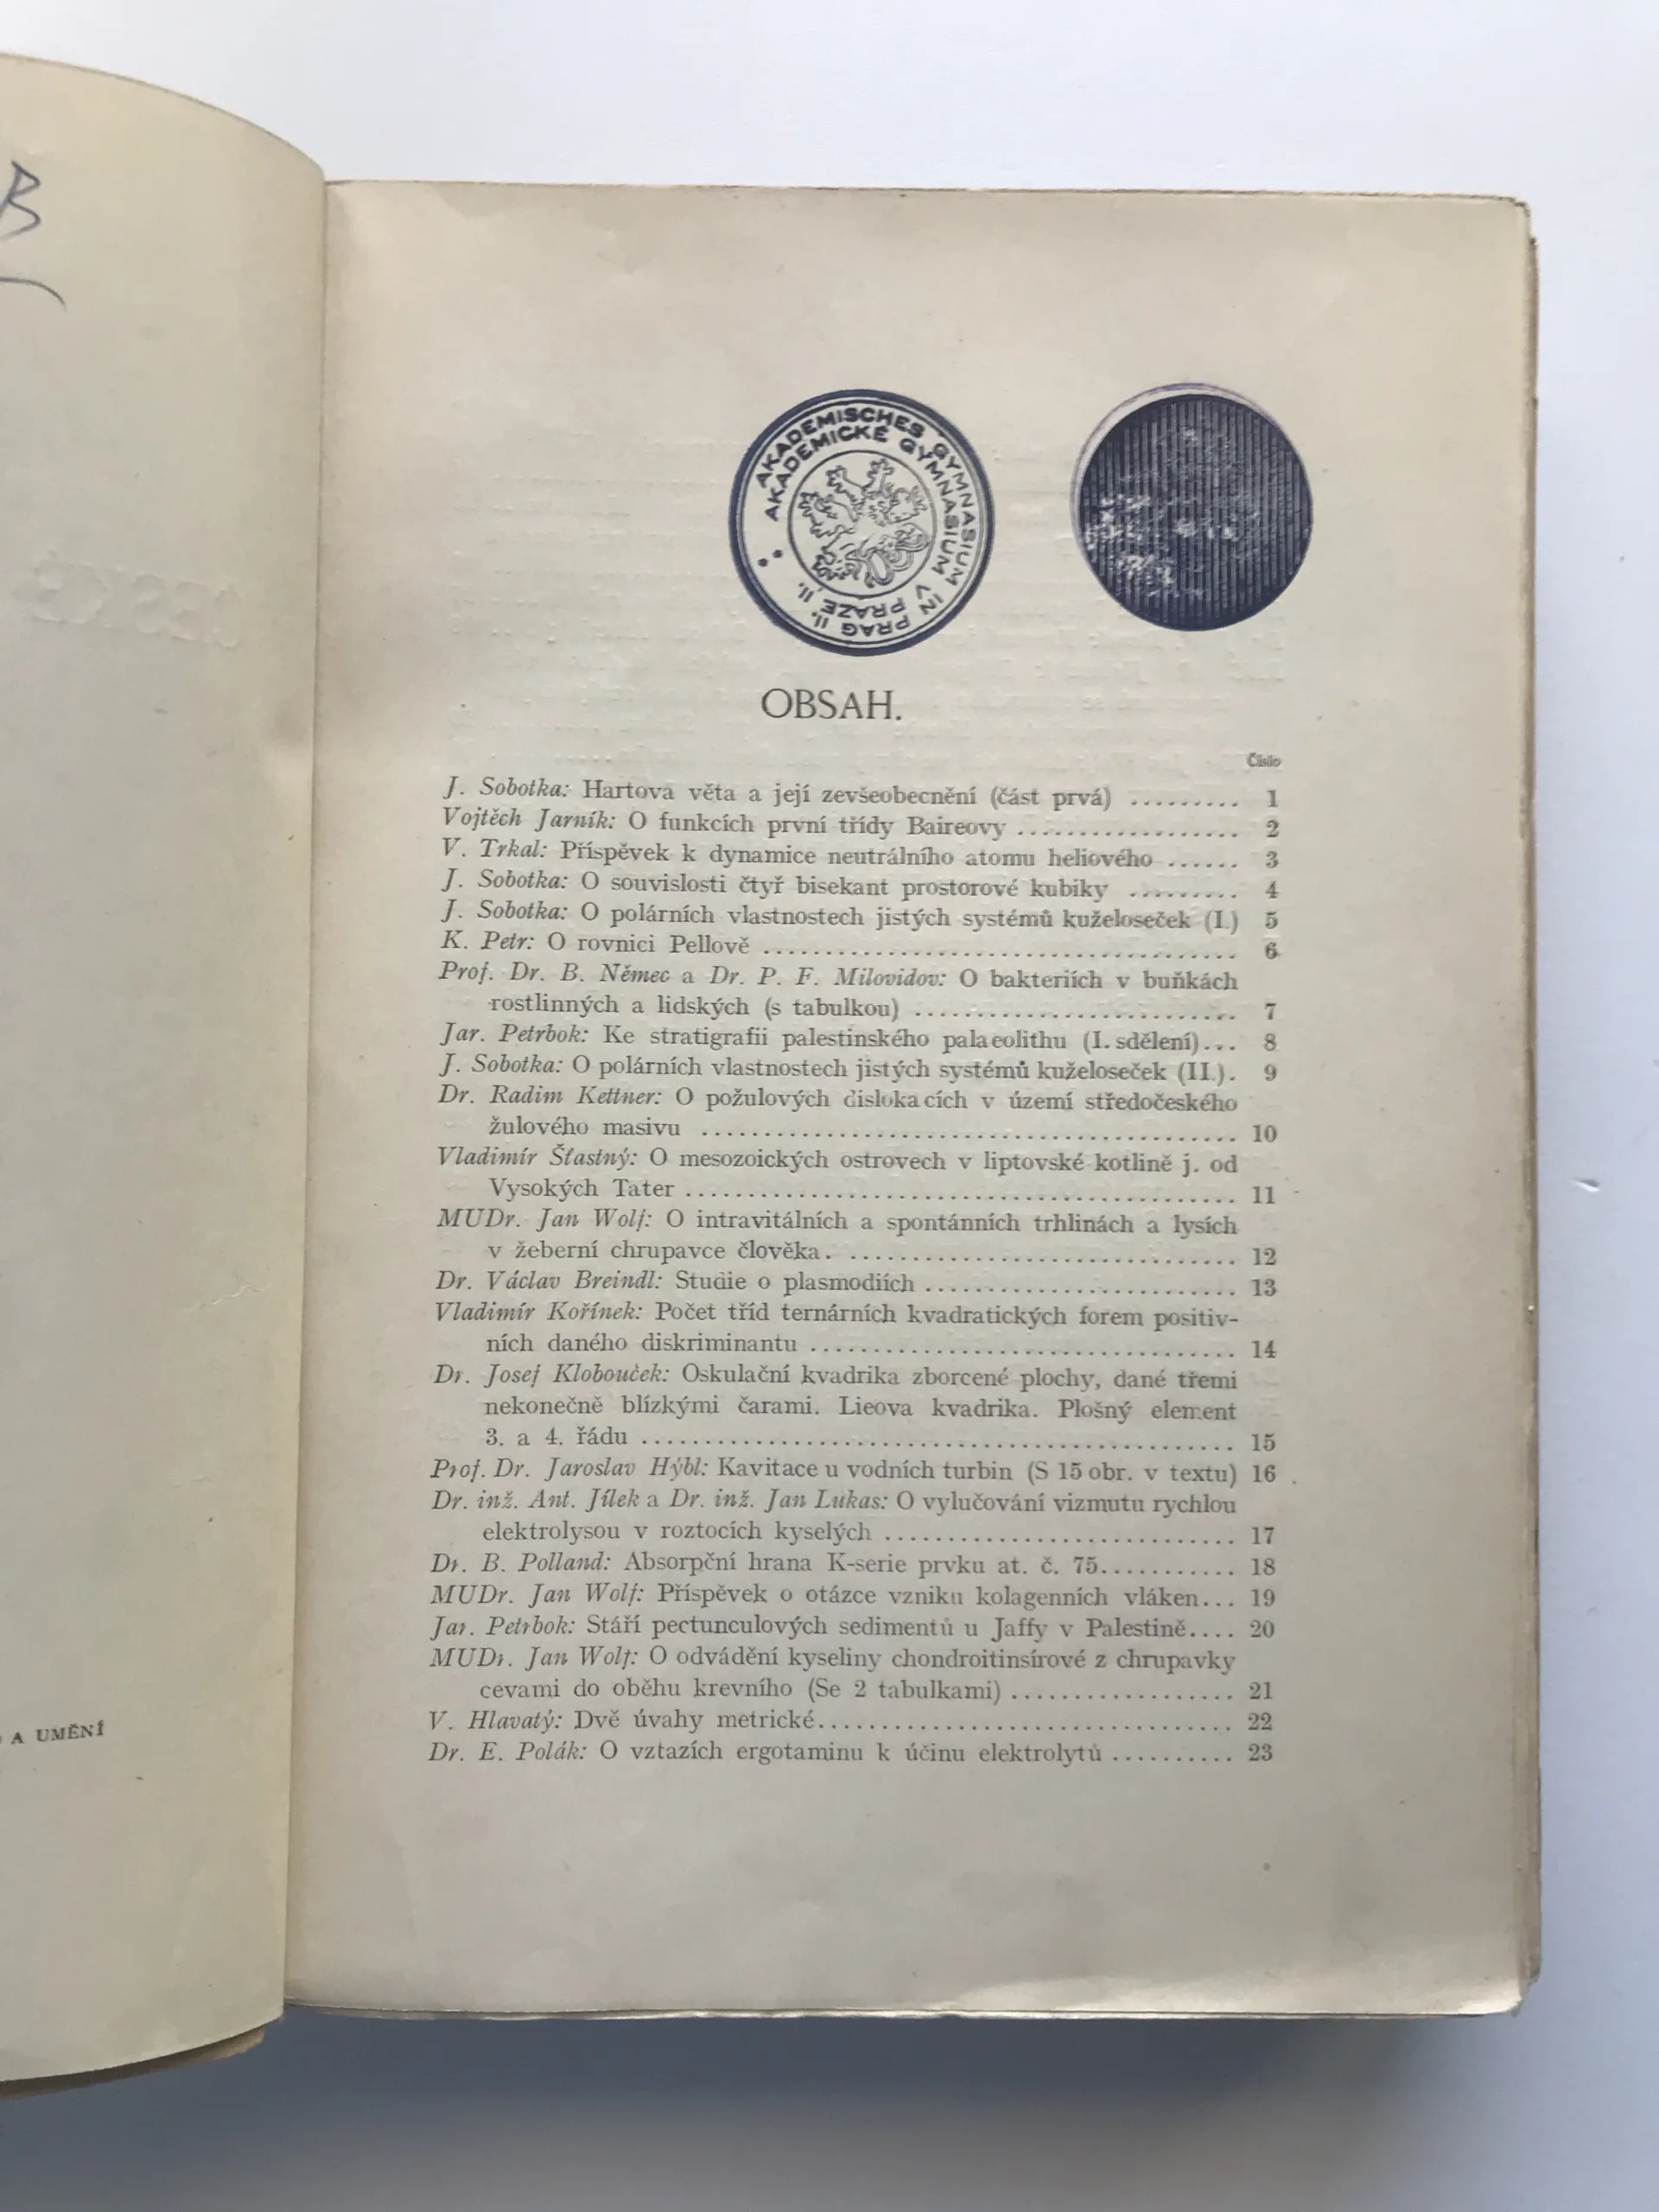 B
ČESKÉ
A UMĚNÍ
AKADEMISCHES GYMNASIUM IN PRAG II.
AKADEMICKÉ GYMNASIUM V PRAZE II.
OBSAH.
Číslo
J. Sobotka: Hartova věta a její zevšeobecnění (část prvá) ......... 1
Vojtěch Jarník: O funkcích první třídy Baireovy .................. 2
V. Trkal: Příspěvek k dynamice neutrálního atomu heliového ...... 3
J. Sobotka: O souvislosti čtyř bisekant prostorové kubiky ......... 4
J. Sobotka: O polárních vlastnostech jistých systémů kuželoseček (I.) 5
K. Petr: O rovnici Pellově ...................................... 6
Prof. Dr. B. Němec a Dr. P. F. Milovidov: O bakteriích v buňkách
rostlinných a lidských (s tabulkou) .......................... 7
Jar. Petrbok: Ke stratigrafii palestinského palaeolithu (I. sdělení)... 8
J. Sobotka: O polárních vlastnostech jistých systémů kuželoseček (II.). 9
Dr. Radim Kettner: O požulových dislokacích v území středočeského
žulového masivu ........................................... 10
Vladimír Šťastný: O mesozoických ostrovech v liptovské kotlině j. od
Vysokých Tater ............................................ 11
MUDr. Jan Wolf: O intravitálních a spontánních trhlinách a lysích
v žeberní chrupavce člověka. ............................... 12
Dr. Václav Breindl: Studie o plasmodiích ......................... 13
Vladimír Kořínek: Počet tříd ternárních kvadratických forem positiv-
ních daného diskriminantu .................................. 14
Dr. Josef Klobouček: Oskulační kvadrika zborcené plochy, dané třemi
nekonečně blízkými čarami. Lieova kvadrika. Plošný element
3. a 4. řádu ............................................... 15
Prof. Dr. Jaroslav Hýbl: Kavitace u vodních turbin (S 15 obr. v textu) 16
Dr. inž. Ant. Jílek a Dr. inž. Jan Lukas: O vylučování vizmutu rychlou
elektrolysou v roztocích kyselých ............................ 17
Dr. B. Polland: Absorpční hrana K-serie prvku at. č. 75........... 18
MUDr. Jan Wolf: Příspěvek o otázce vzniku kolagenních vláken... 19
Jar. Petrbok: Stáří pectunculových sedimentů u Jaffy v Palestině.... 20
MUDr. Jan Wolf: O odvádění kyseliny chondroitinsírové z chrupavky
cevami do oběhu krevního (Se 2 tabulkami) .................. 21
V. Hlavatý: Dvě úvahy metrické................................. 22
Dr. E. Polák: O vztazích ergotaminu k účinu elektrolytů .......... 23